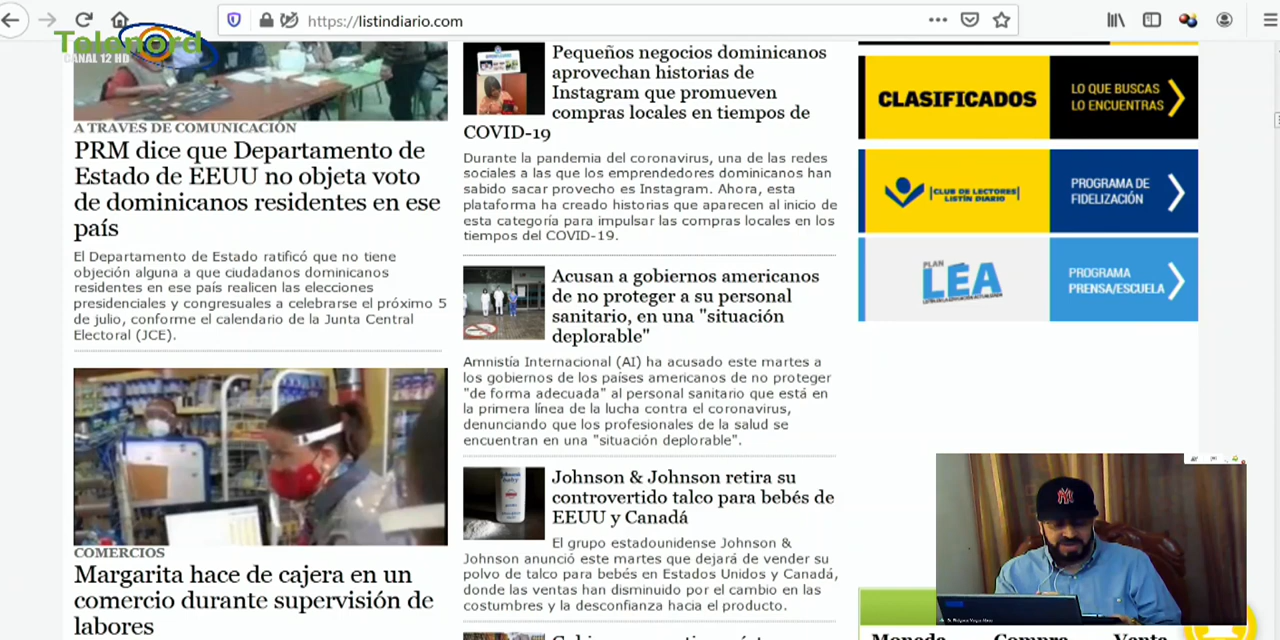 https://listindiario.com
Telenord
CANAL 12 HD
A TRAVÉS DE COMUNICACIÓN
PRM dice que Departamento de
Estado de EEUU no objeta voto
de dominicanos residentes en ese
país
El Departamento de Estado ratificó que no tiene
objeción alguna a que ciudadanos dominicanos
residentes en ese país realicen las elecciones
presidenciales y congresuales a celebrarse el próximo 5
de julio, conforme el calendario de la Junta Central
Electoral (JCE).
COMERCIOS
Margarita hace de cajera en un
comercio durante supervisión de
labores
Pequeños negocios dominicanos
aprovechan historias de
Instagram que promueven
compras locales en tiempos de
COVID-19
Durante la pandemia del coronavirus, una de las redes
sociales a las que los emprendedores dominicanos han
sabido sacar provecho es Instagram. Ahora, esta
plataforma ha creado historias que aparecen al inicio de
esta categoría para impulsar las compras locales en los
tiempos del COVID-19.
Acusan a gobiernos americanos
de no proteger a su personal
sanitario, en una "situación
deplorable"
Amnistía Internacional (AI) ha acusado este martes a
los gobiernos de los países americanos de no proteger
"de forma adecuada" al personal sanitario que está en
la primera línea de la lucha contra el coronavirus,
denunciando que los profesionales de la salud se
encuentran en una "situación deplorable".
Johnson & Johnson retira su
controvertido talco para bebés de
EEUU y Canadá
El grupo estadounidense Johnson &
Johnson anunció este martes que dejará de vender su
polvo de talco para bebés en Estados Unidos y Canadá,
donde las ventas han disminuido por el cambio en las
costumbres y la desconfianza hacia el producto.
CLASIFICADOS
LO QUE BUSCAS
LO ENCUENTRAS
CLUB DE LECTORES
LISTÍN DIARIO
PROGRAMA DE
FIDELIZACIÓN
PLAN
LEA
PROGRAMA
PRENSA/ESCUELA
Moneda Compra Venta